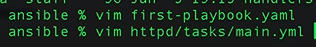 ansible % vim first-playbook.yaml
ansible % vim httpd/tasks/main.yml